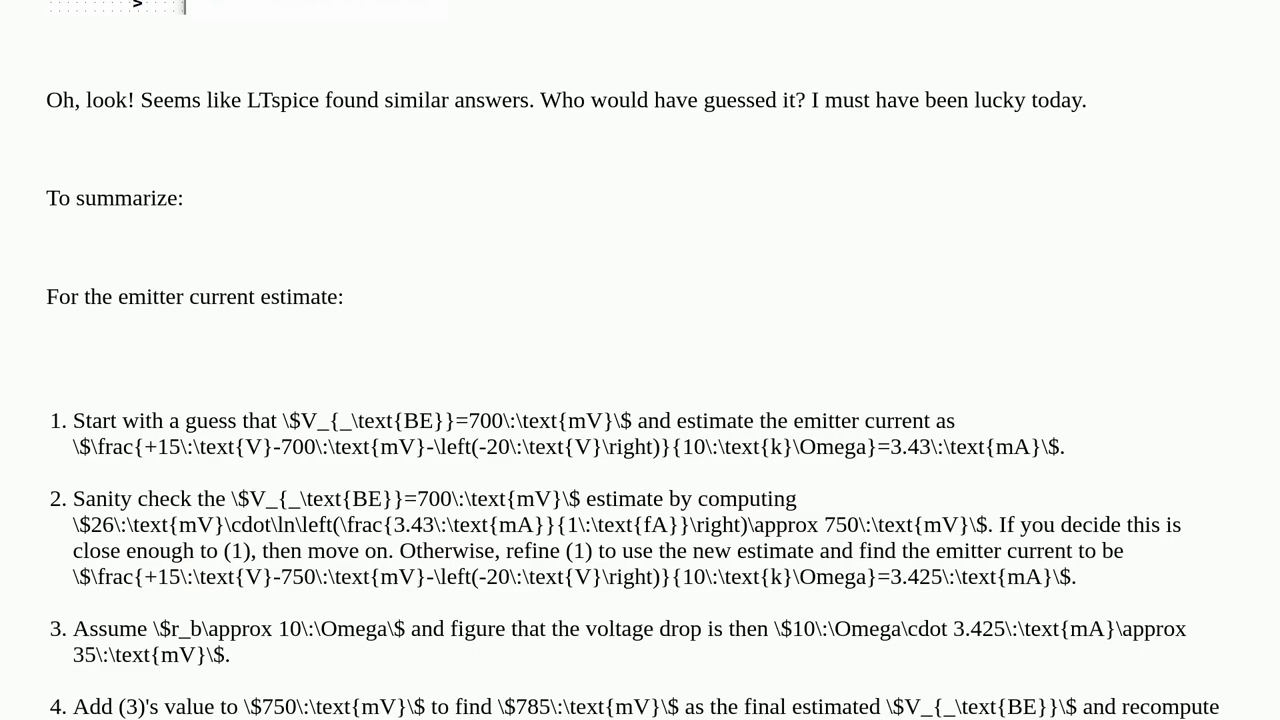 >
Oh, look! Seems like LTspice found similar answers. Who would have guessed it? I must have been lucky today.
To summarize:
For the emitter current estimate:
1. Start with a guess that \$V_{_\text{BE}}=700\:\text{mV}\$ and estimate the emitter current as
\$\frac{+15\:\text{V}-700\:\text{mV}-\left(-20\:\text{V}\right)}{10\:\text{k}\Omega}=3.43\:\text{mA}\$.
2. Sanity check the \$V_{_\text{BE}}=700\:\text{mV}\$ estimate by computing
\$26\:\text{mV}\cdot\ln\left(\frac{3.43\:\text{mA}}{1\:\text{fA}}\right)\approx 750\:\text{mV}\$. If you decide this is
close enough to (1), then move on. Otherwise, refine (1) to use the new estimate and find the emitter current to be
\$\frac{+15\:\text{V}-750\:\text{mV}-\left(-20\:\text{V}\right)}{10\:\text{k}\Omega}=3.425\:\text{mA}\$.
3. Assume \$r_b\approx 10\:\Omega\$ and figure that the voltage drop is then \$10\:\Omega\cdot 3.425\:\text{mA}\approx
35\:\text{mV}\$.
4. Add (3)'s value to \$750\:\text{mV}\$ to find \$785\:\text{mV}\$ as the final estimated \$V_{_\text{BE}}\$ and recompute